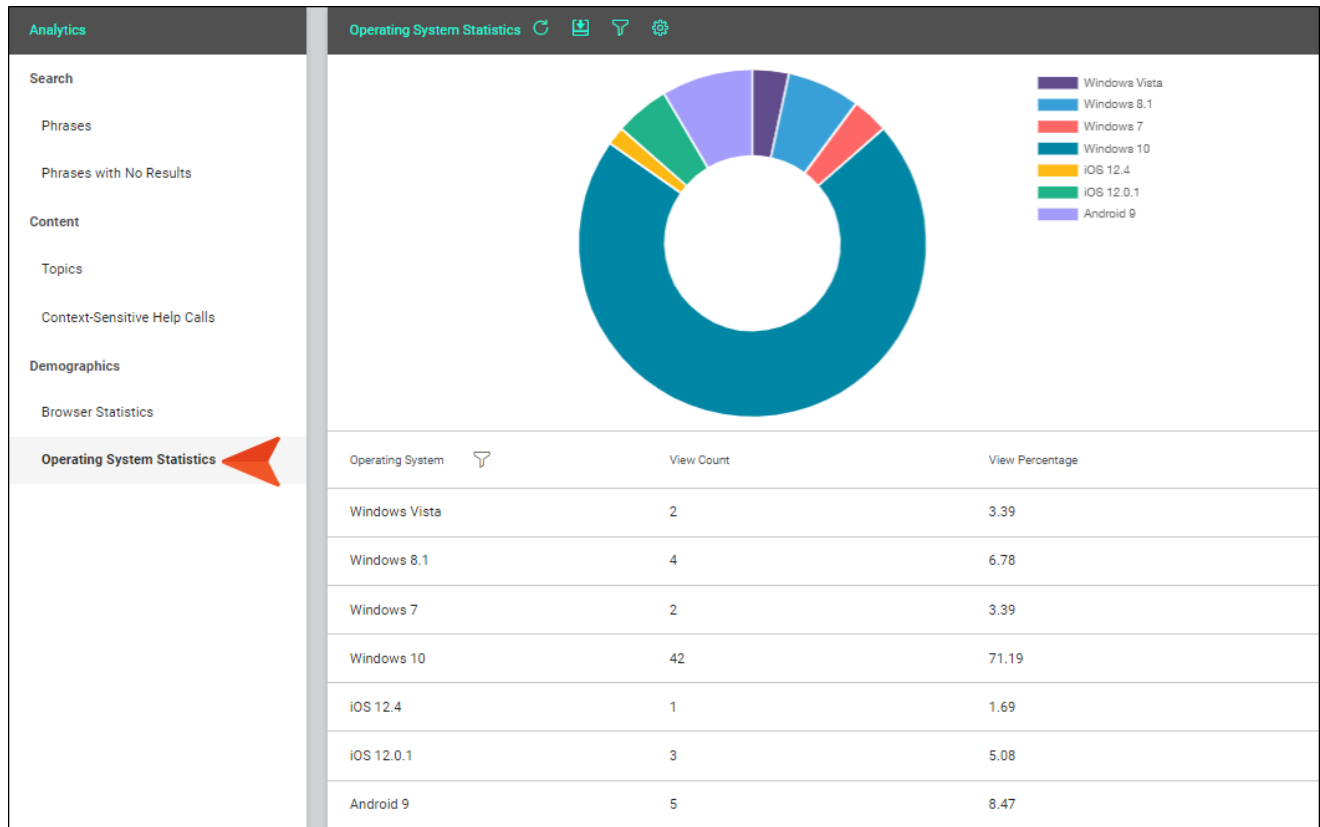 Analytics
Operating System Statistics
Search
Phrases
Phrases with No Results
Content
Topics
Context-Sensitive Help Calls
Demographics
Browser Statistics
Operating System Statistics
Windows Vista
Windows 8.1
Windows 7
Windows 10
iOS 12.4
iOS 12.0.1
Android 9
Operating System View Count View Percentage
Windows Vista 2 3.39
Windows 8.1 4 6.78
Windows 7 2 3.39
Windows 10 42 71.19
iOS 12.4 1 1.69
iOS 12.0.1 3 5.08
Android 9 5 8.47